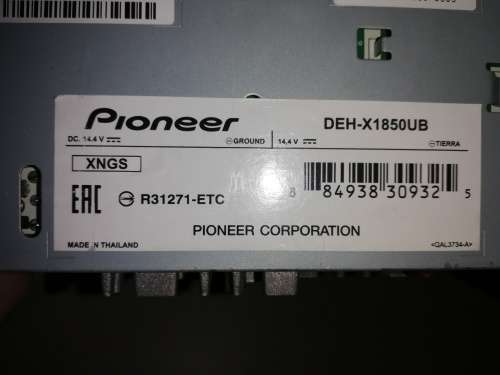 Pioneer DEH-X1850UB
DC. 14.4 V ⎓ ⊖GROUND 14,4 V ⎓ ⊖TIERRA
XNGS
EAC R31271-ETC
8 84938 30932 5
PIONEER CORPORATION
MADE IN THAILAND <QAL3734-A>